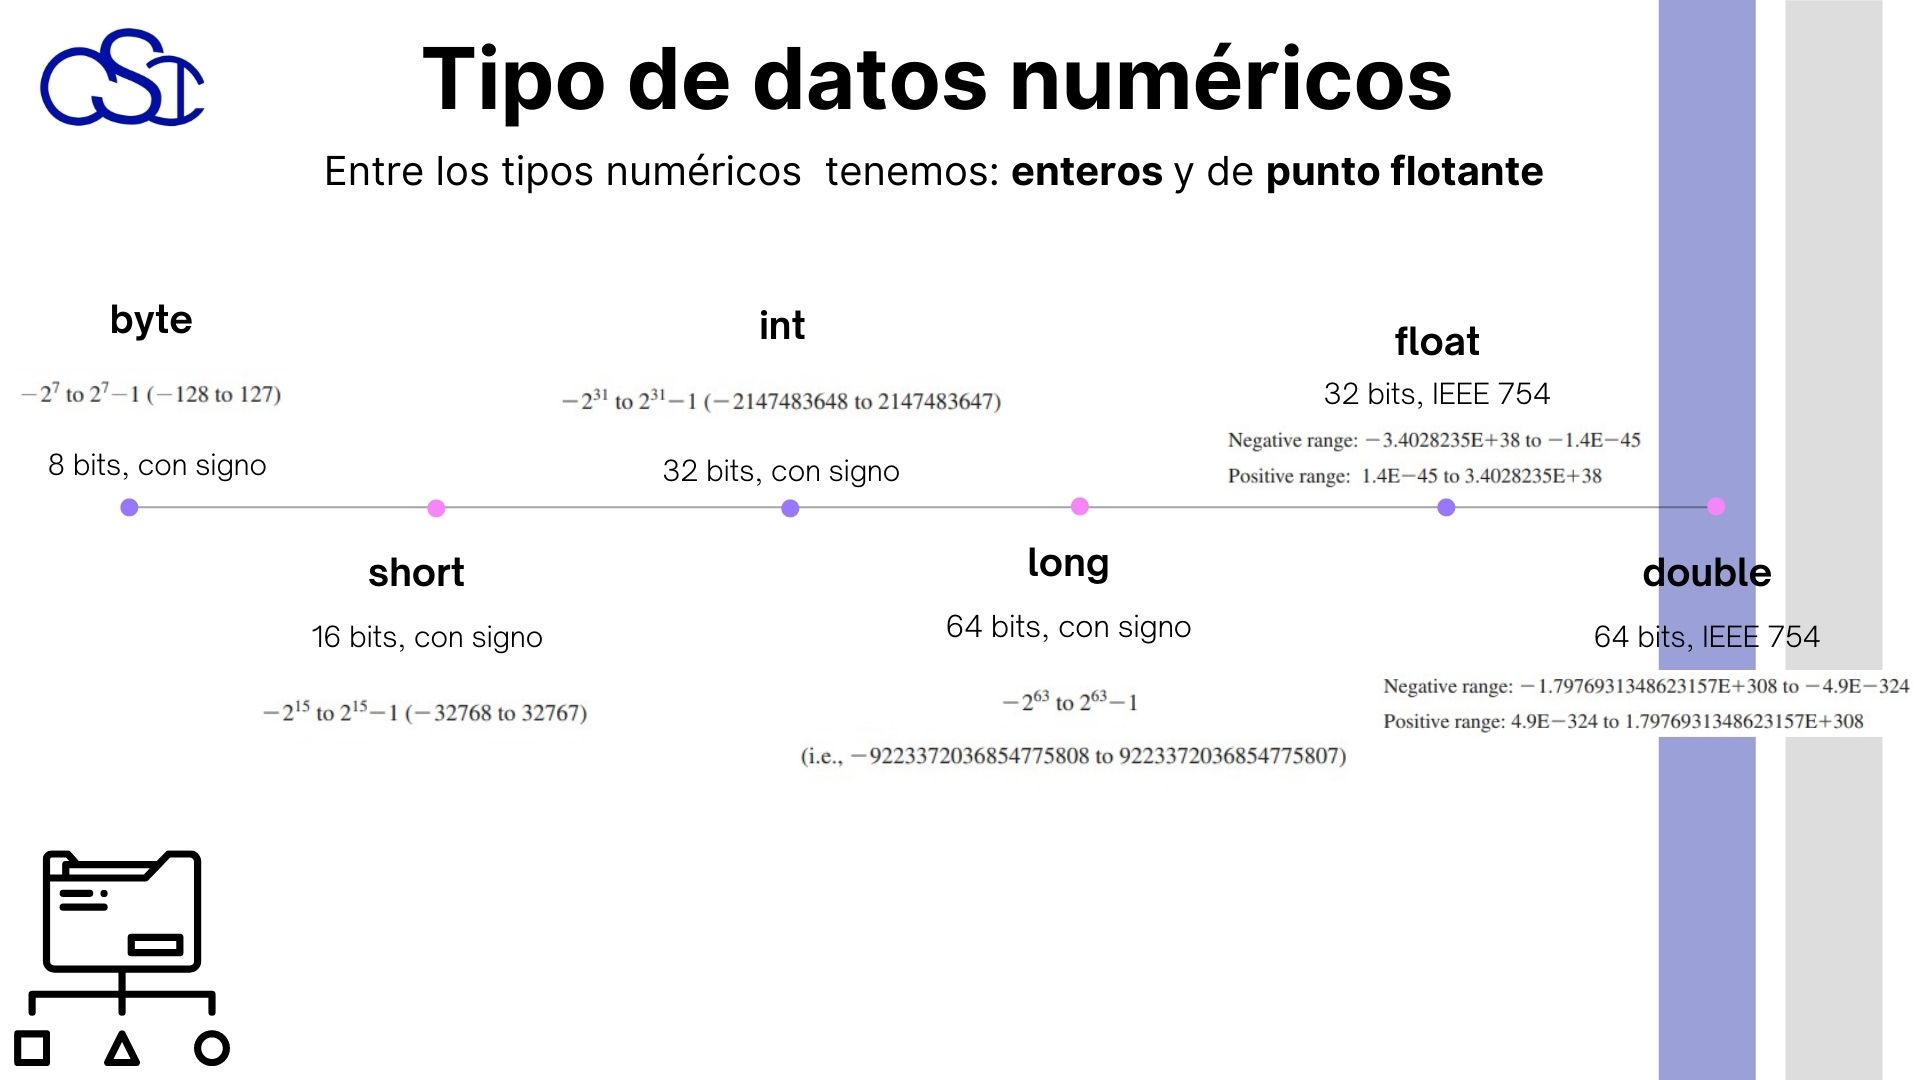 CSTI
Tipo de datos numéricos
Entre los tipos numéricos tenemos: enteros y de punto flotante
byte
−2⁷ to 2⁷−1 (−128 to 127)
8 bits, con signo
short
16 bits, con signo
−2¹⁵ to 2¹⁵−1 (−32768 to 32767)
int
−2³¹ to 2³¹−1 (−2147483648 to 2147483647)
32 bits, con signo
long
64 bits, con signo
−2⁶³ to 2⁶³−1
(i.e., −9223372036854775808 to 9223372036854775807)
float
32 bits, IEEE 754
Negative range: −3.4028235E+38 to −1.4E−45
Positive range: 1.4E−45 to 3.4028235E+38
double
64 bits, IEEE 754
Negative range: −1.7976931348623157E+308 to −4.9E−324
Positive range: 4.9E−324 to 1.7976931348623157E+308